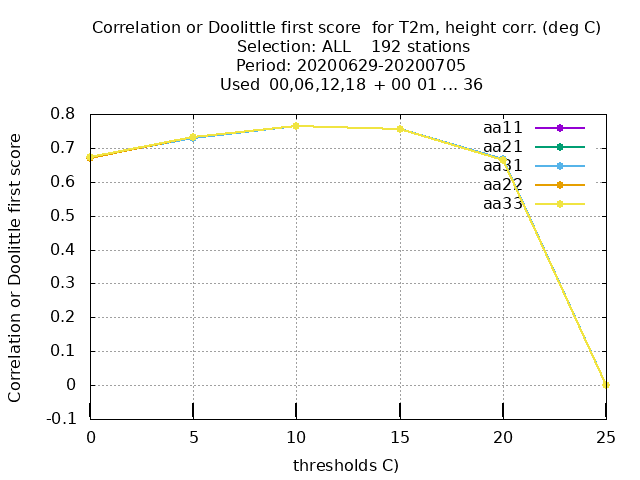 Correlation or Doolittle first score  for T2m, height corr. (deg C)
Selection: ALL    192 stations
Period: 20200629-20200705
Used  00,06,12,18  + 00 01 ... 36
Correlation or Doolittle first score
0.8
0.7
0.6
0.5
0.4
0.3
0.2
0.1
0
-0.1
aa11
aa21
aa31
aa22
aa33
0 5 10 15 20 25
thresholds C)